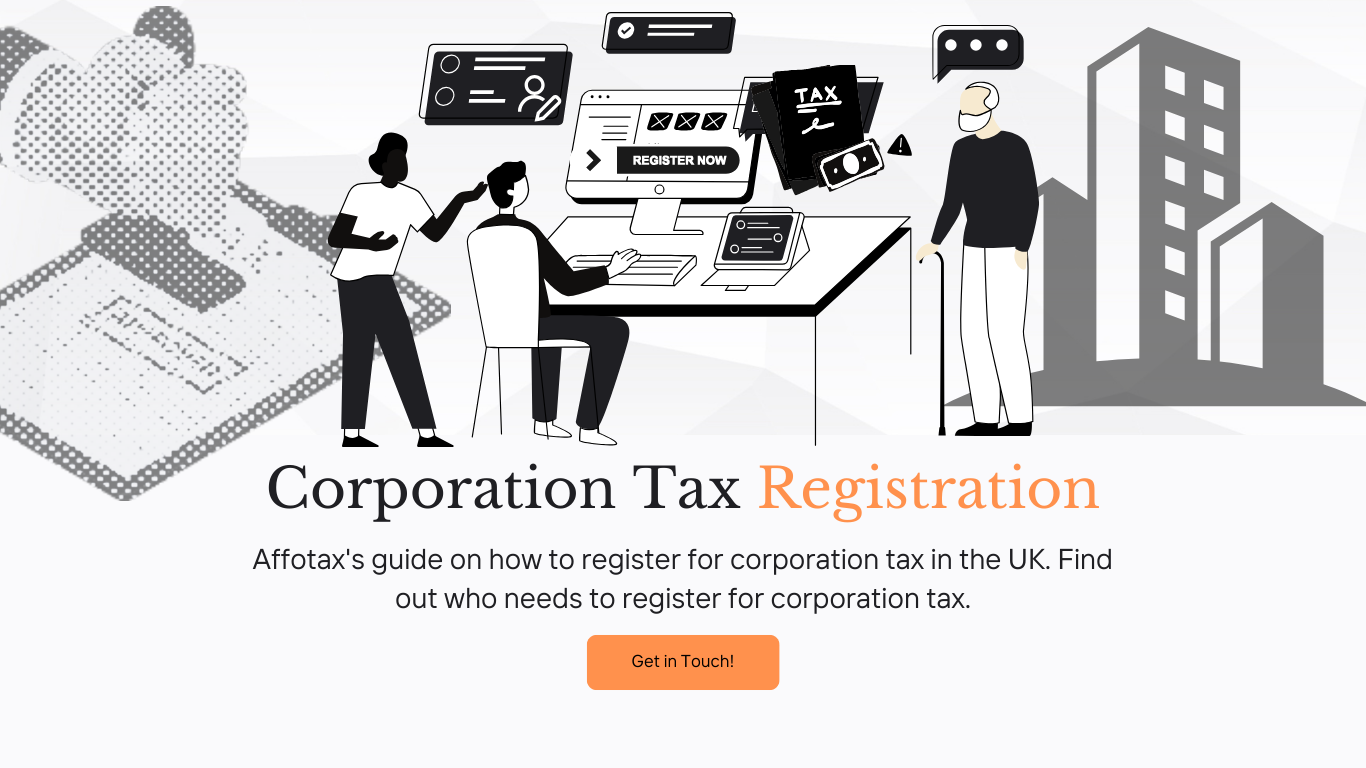 TAX
REGISTER NOW
Corporation Tax Registration
Affotax's guide on how to register for corporation tax in the UK. Find
out who needs to register for corporation tax.
Get in Touch!